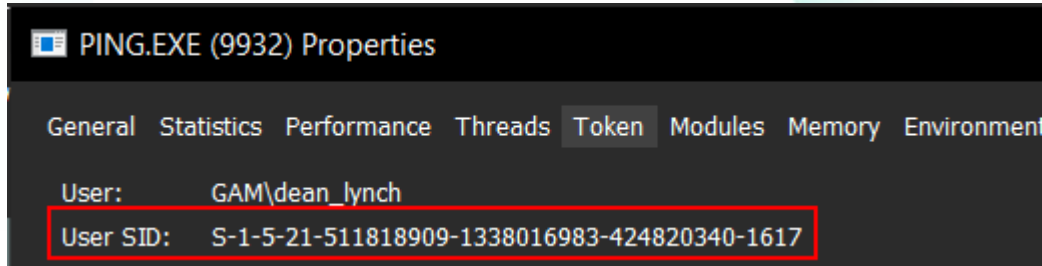 PING.EXE (9932) Properties
General Statistics Performance Threads Token Modules Memory Environment
User: GAM\dean_lynch
User SID: S-1-5-21-511818909-1338016983-424820340-1617